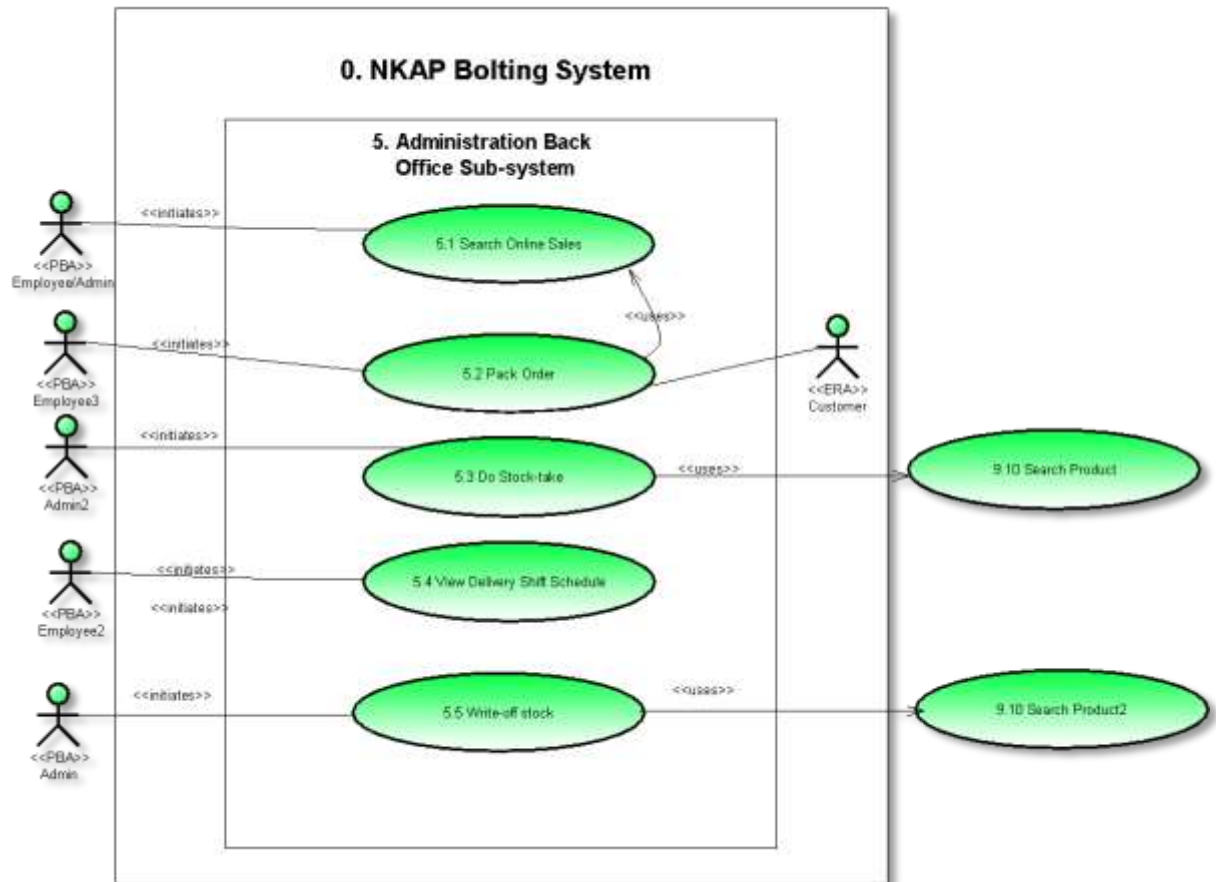 0. NKAP Bolting System
5. Administration Back
Office Sub-system
<<initiates>>
5.1 Search Online Sales
<<PBA>>
Employee/Admin
<<uses>>
<<initiates>>
5.2 Pack Order
<<PBA>>
Employee3
<<ERA>>
Customer
<<initiates>>
5.3 Do Stock-take
<<uses>>
9.10 Search Product
<<PBA>>
Admin2
<<initiates>>
5.4 View Delivery Shift Schedule
<<initiates>>
<<PBA>>
Employee2
<<initiates>>
5.5 Write-off stock
<<uses>>
9.10 Search Product2
<<PBA>>
Admin